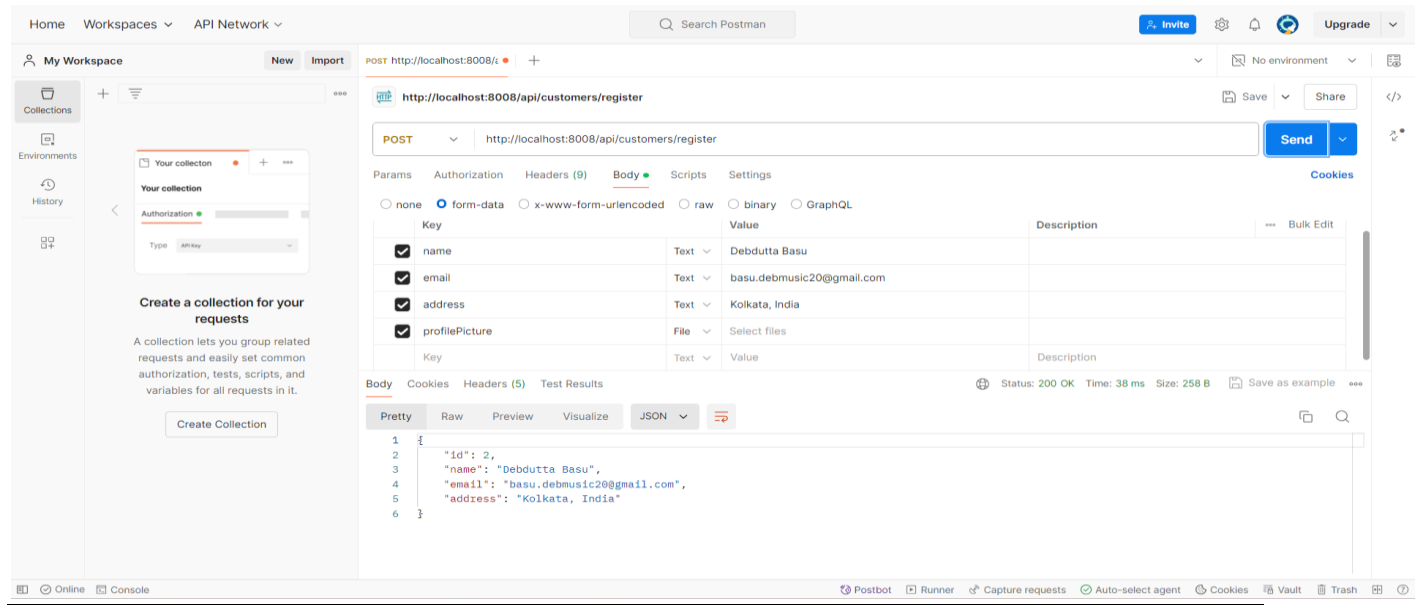 Home Workspaces API Network Search Postman Invite Upgrade
My Workspace New Import POST http://localhost:8008/a No environment
Collections
Environments
History
Your collecton
Your collection
Authorization
Type API Key
Create a collection for your
requests
A collection lets you group related
requests and easily set common
authorization, tests, scripts, and
variables for all requests in it.
Create Collection
HTTP http://localhost:8008/api/customers/register Save Share </>
POST http://localhost:8008/api/customers/register Send
Params Authorization Headers (9) Body Scripts Settings Cookies
none form-data x-www-form-urlencoded raw binary GraphQL
Key Value Description Bulk Edit
name Text Debdutta Basu
email Text basu.debmusic20@gmail.com
address Text Kolkata, India
profilePicture File Select files
Key Text Value Description
Body Cookies Headers (5) Test Results Status: 200 OK Time: 38 ms Size: 258 B Save as example
Pretty Raw Preview Visualize JSON
1 {
2 "id": 2,
3 "name": "Debdutta Basu",
4 "email": "basu.debmusic20@gmail.com",
5 "address": "Kolkata, India"
6 }
Online Console Postbot Runner Capture requests Auto-select agent Cookies Vault Trash